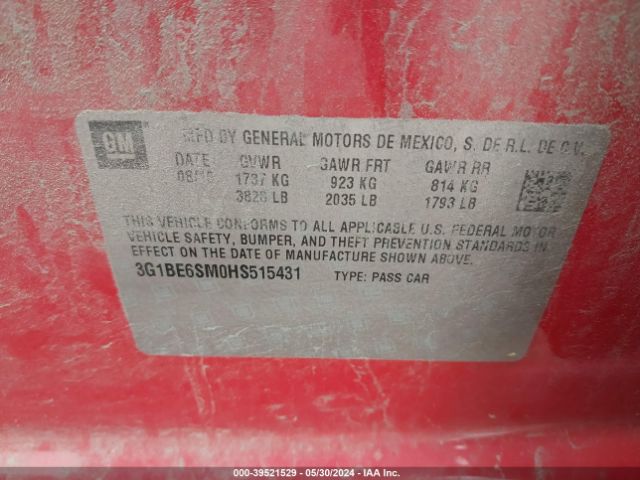 GM
MFD BY GENERAL MOTORS DE MEXICO, S. DE R.L. DE C.V.
DATE GVWR GAWR FRT GAWR RR
1737 KG 923 KG 814 KG
LB 2035 LB 1793 LB
THIS VEHICLE CONFORMS TO ALL APPLICABLE U.S. FEDERAL MOTOR
VEHICLE SAFETY, BUMPER, AND THEFT PREVENTION STANDARDS IN
EFFECT ON THE DATE OF MANUFACTURE SHOWN ABOVE.
3G1BE6SM0HS515431 TYPE: PASS CAR
000-39521529 - 05/30/2024 - IAA Inc.